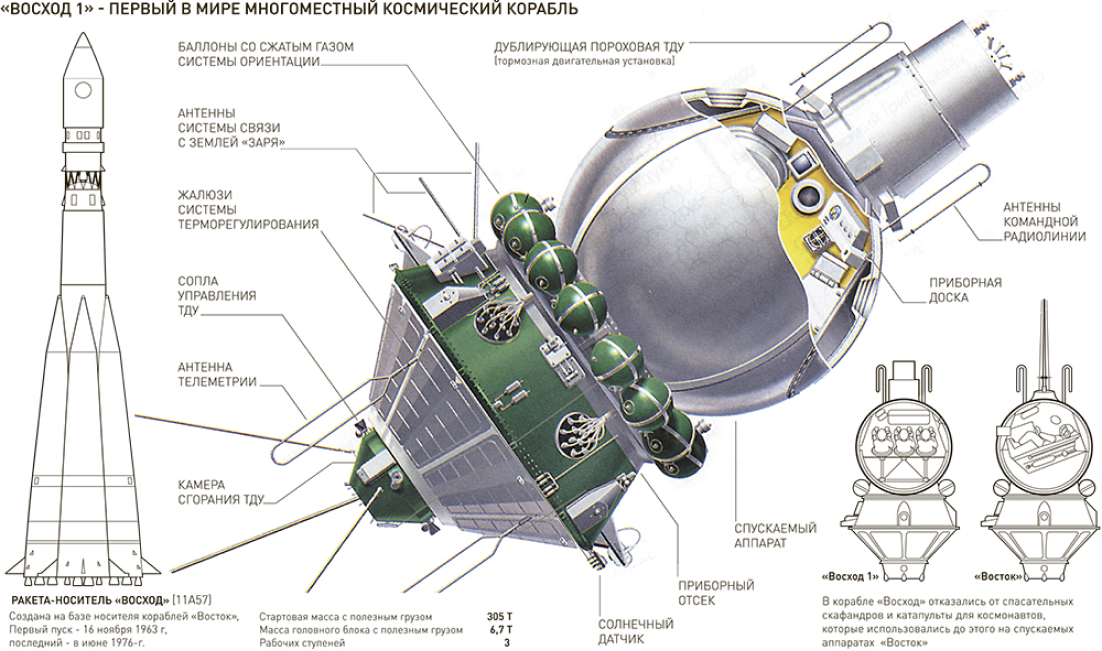 «ВОСХОД 1» - ПЕРВЫЙ В МИРЕ МНОГОМЕСТНЫЙ КОСМИЧЕСКИЙ КОРАБЛЬ
БАЛЛОНЫ СО СЖАТЫМ ГАЗОМ
СИСТЕМЫ ОРИЕНТАЦИИ
ДУБЛИРУЮЩАЯ ПОРОХОВАЯ ТДУ
[тормозная двигательная установка]
АНТЕННЫ
СИСТЕМЫ СВЯЗИ
С ЗЕМЛЕЙ «ЗАРЯ»
ЖАЛЮЗИ
СИСТЕМЫ
ТЕРМОРЕГУЛИРОВАНИЯ
АНТЕННЫ
КОМАНДНОЙ
РАДИОЛИНИИ
СОПЛА
УПРАВЛЕНИЯ
ТДУ
ПРИБОРНАЯ
ДОСКА
АНТЕННА
ТЕЛЕМЕТРИИ
КАМЕРА
СГОРАНИЯ ТДУ
СПУСКАЕМЫЙ
АППАРАТ
ПРИБОРНЫЙ
ОТСЕК
СОЛНЕЧНЫЙ
ДАТЧИК
«Восход 1»
«Восток»
РАКЕТА-НОСИТЕЛЬ «ВОСХОД» [11А57]
Создана на базе носителя кораблей «Восток»,
Первый пуск - 16 ноября 1963 г,
последний - в июне 1976-г.
Стартовая масса с полезным грузом 305 Т
Масса головного блока с полезным грузом 6,7 Т
Рабочих ступеней 3
В корабле «Восход» отказались от спасательных
скафандров и катапульты для космонавтов,
которые использовались до этого на спускаемых
аппаратах «Восток»